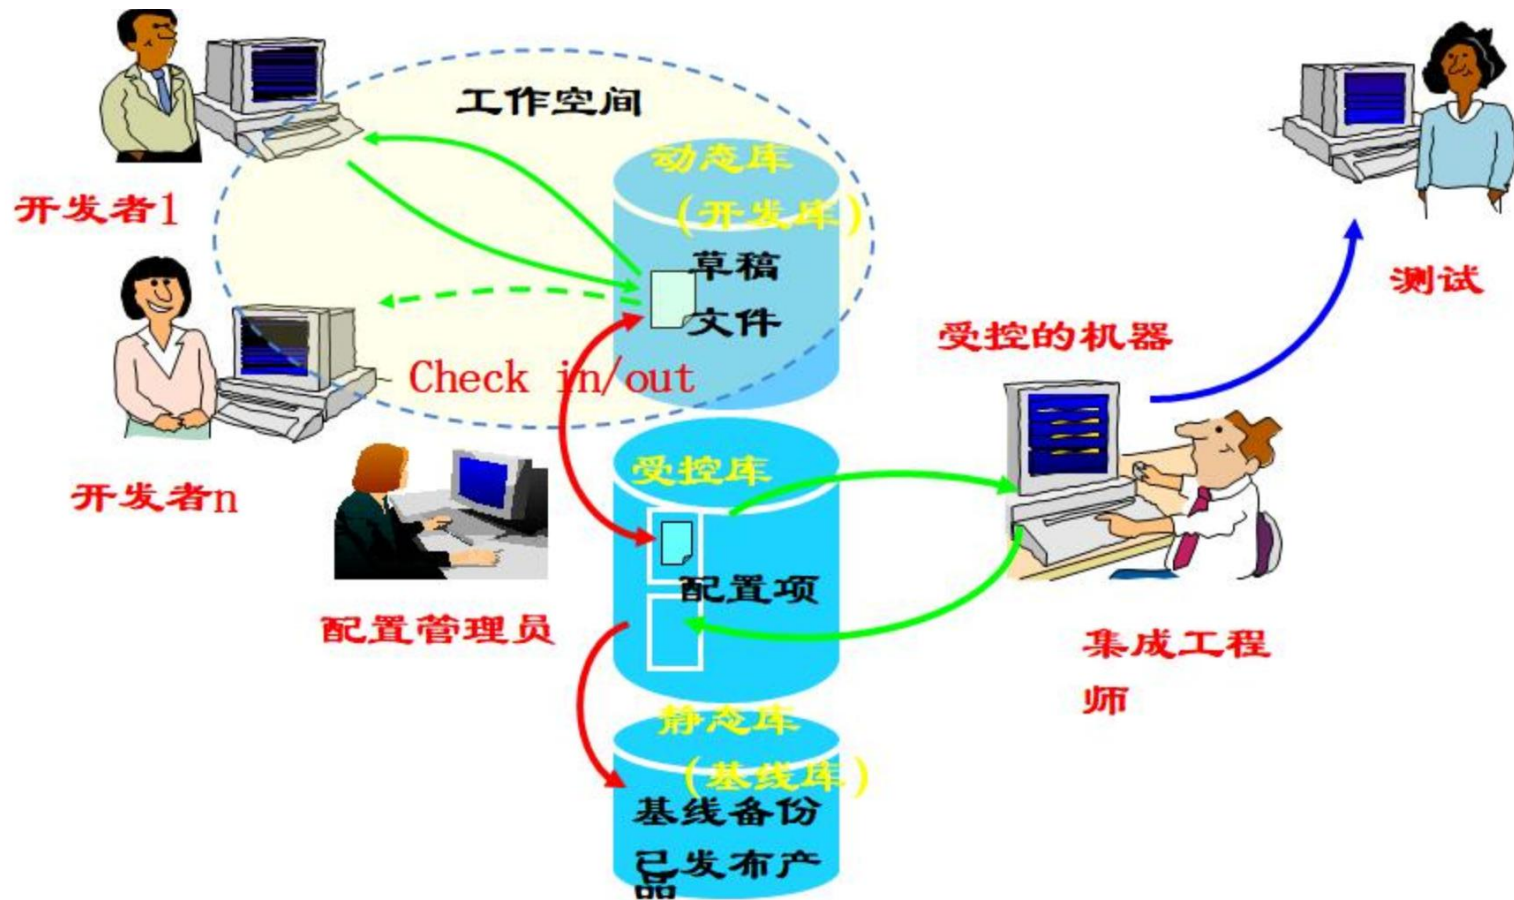 工作空间
动态库
（开发库）
开发者1
草稿
文件
测试
受控的机器
Check in/out
受控库
开发者n
配置项
配置管理员
集成工程
师
静态库
（基线库）
基线备份
已发布产
品